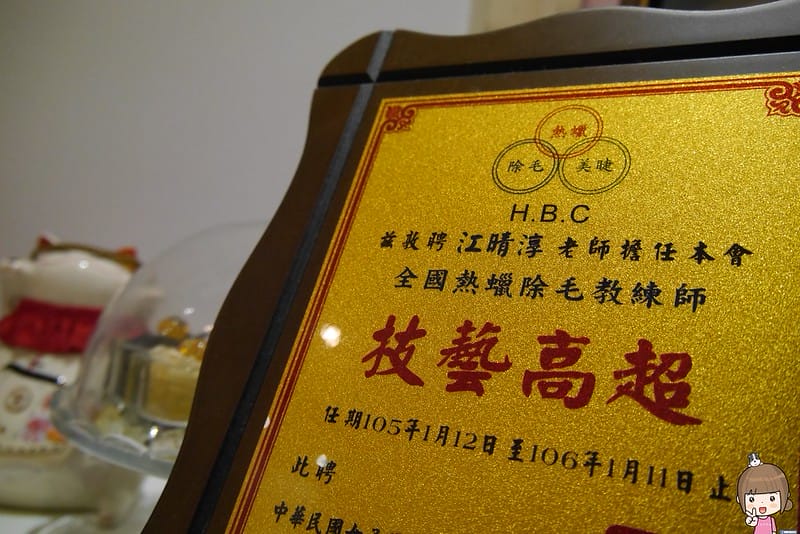 熱蠟
除毛 美睫
H.B.C
茲敦聘 江晴淳 老師擔任本會
全國熱蠟除毛教練師
技藝高超
任期105年1月12日至106年1月11日止
此聘
中華民國